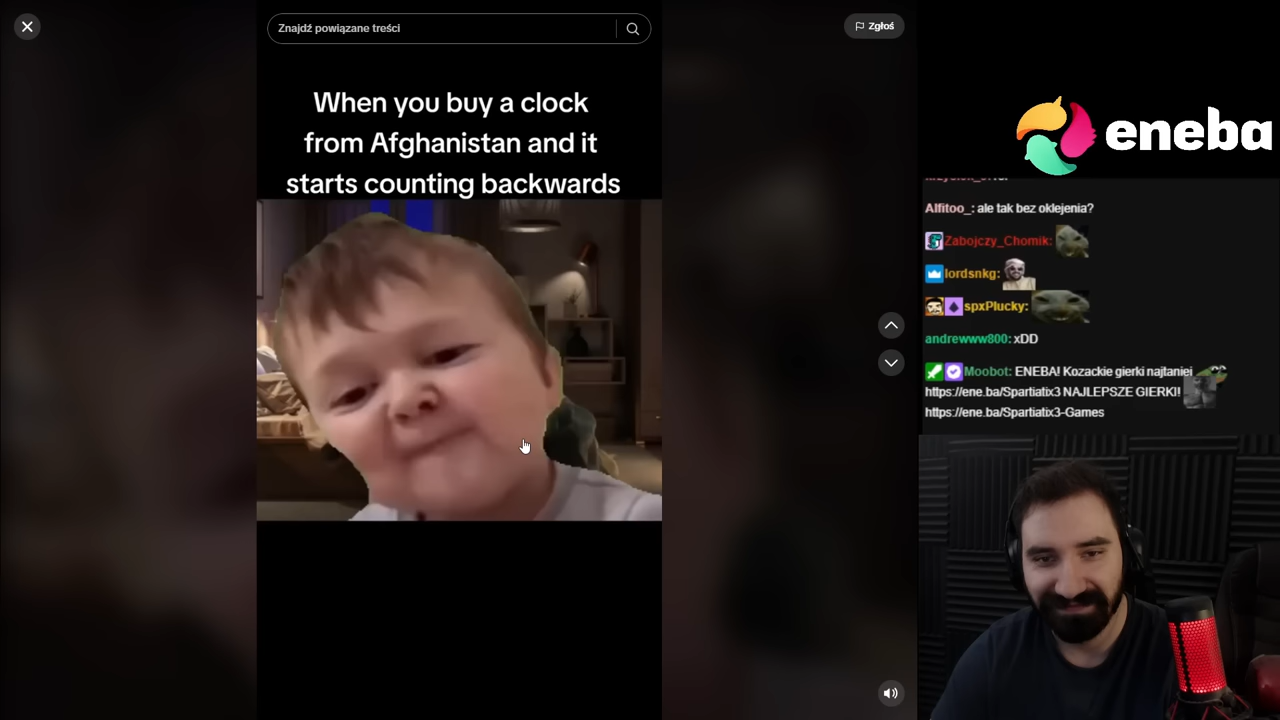 Znajdź powiązane treści
Zgłoś
When you buy a clock
from Afghanistan and it
starts counting backwards
eneba
Alfitoo_: ale tak bez oklejenia?
Zabojczy_Chomik:
lordsnkg:
spxPlucky:
andrewww800: xDD
Moobot: ENEBA! Kozackie gierki najtaniej
https://ene.ba/Spartiatix3 NAJLEPSZE GIERKI!
https://ene.ba/Spartiatix3-Games